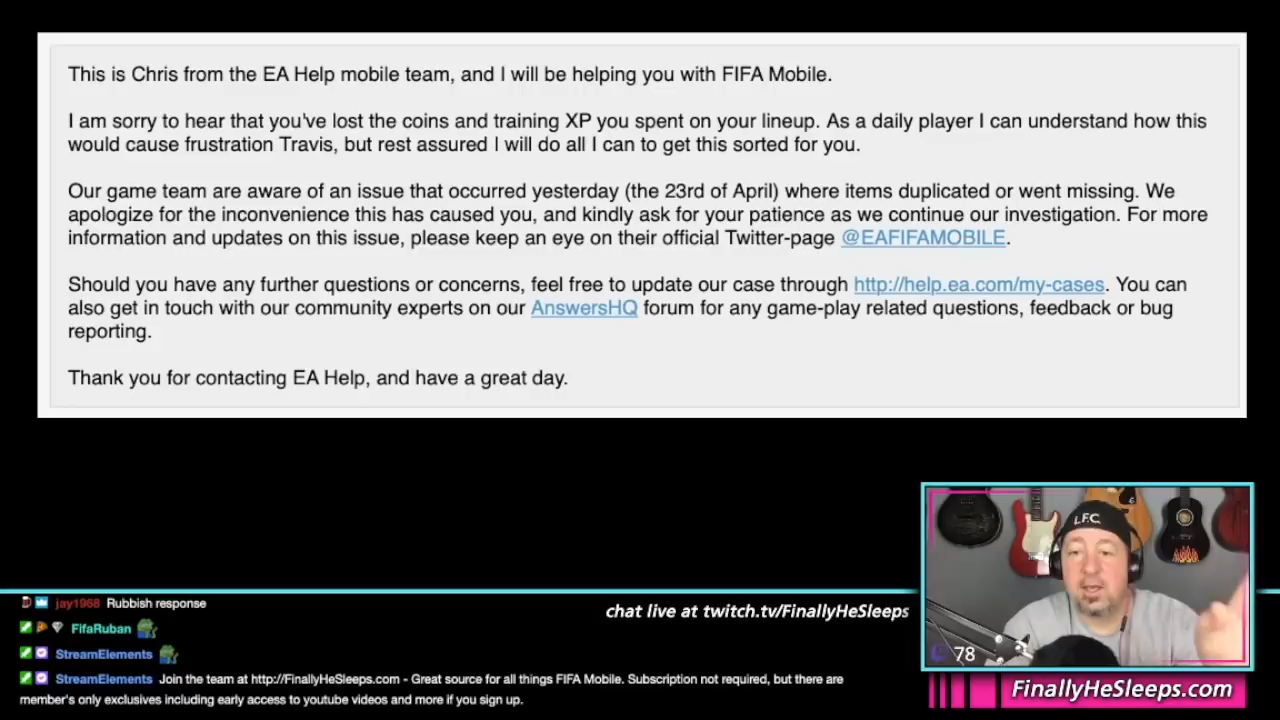 This is Chris from the EA Help mobile team, and I will be helping you with FIFA Mobile.
I am sorry to hear that you've lost the coins and training XP you spent on your lineup. As a daily player I can understand how this
would cause frustration Travis, but rest assured I will do all I can to get this sorted for you.
Our game team are aware of an issue that occurred yesterday (the 23rd of April) where items duplicated or went missing. We
apologize for the inconvenience this has caused you, and kindly ask for your patience as we continue our investigation. For more
information and updates on this issue, please keep an eye on their official Twitter-page @EAFIFAMOBILE.
Should you have any further questions or concerns, feel free to update our case through http://help.ea.com/my-cases. You can
also get in touch with our community experts on our AnswersHQ forum for any game-play related questions, feedback or bug
reporting.
Thank you for contacting EA Help, and have a great day.
L.F.C.
jay1968 Rubbish response
FifaRuban
StreamElements
StreamElements Join the team at http://FinallyHeSleeps.com - Great source for all things FIFA Mobile. Subscription not required, but there are
member's only exclusives including early access to youtube videos and more if you sign up.
chat live at twitch.tv/FinallyHeSleeps
78
FinallyHeSleeps.com